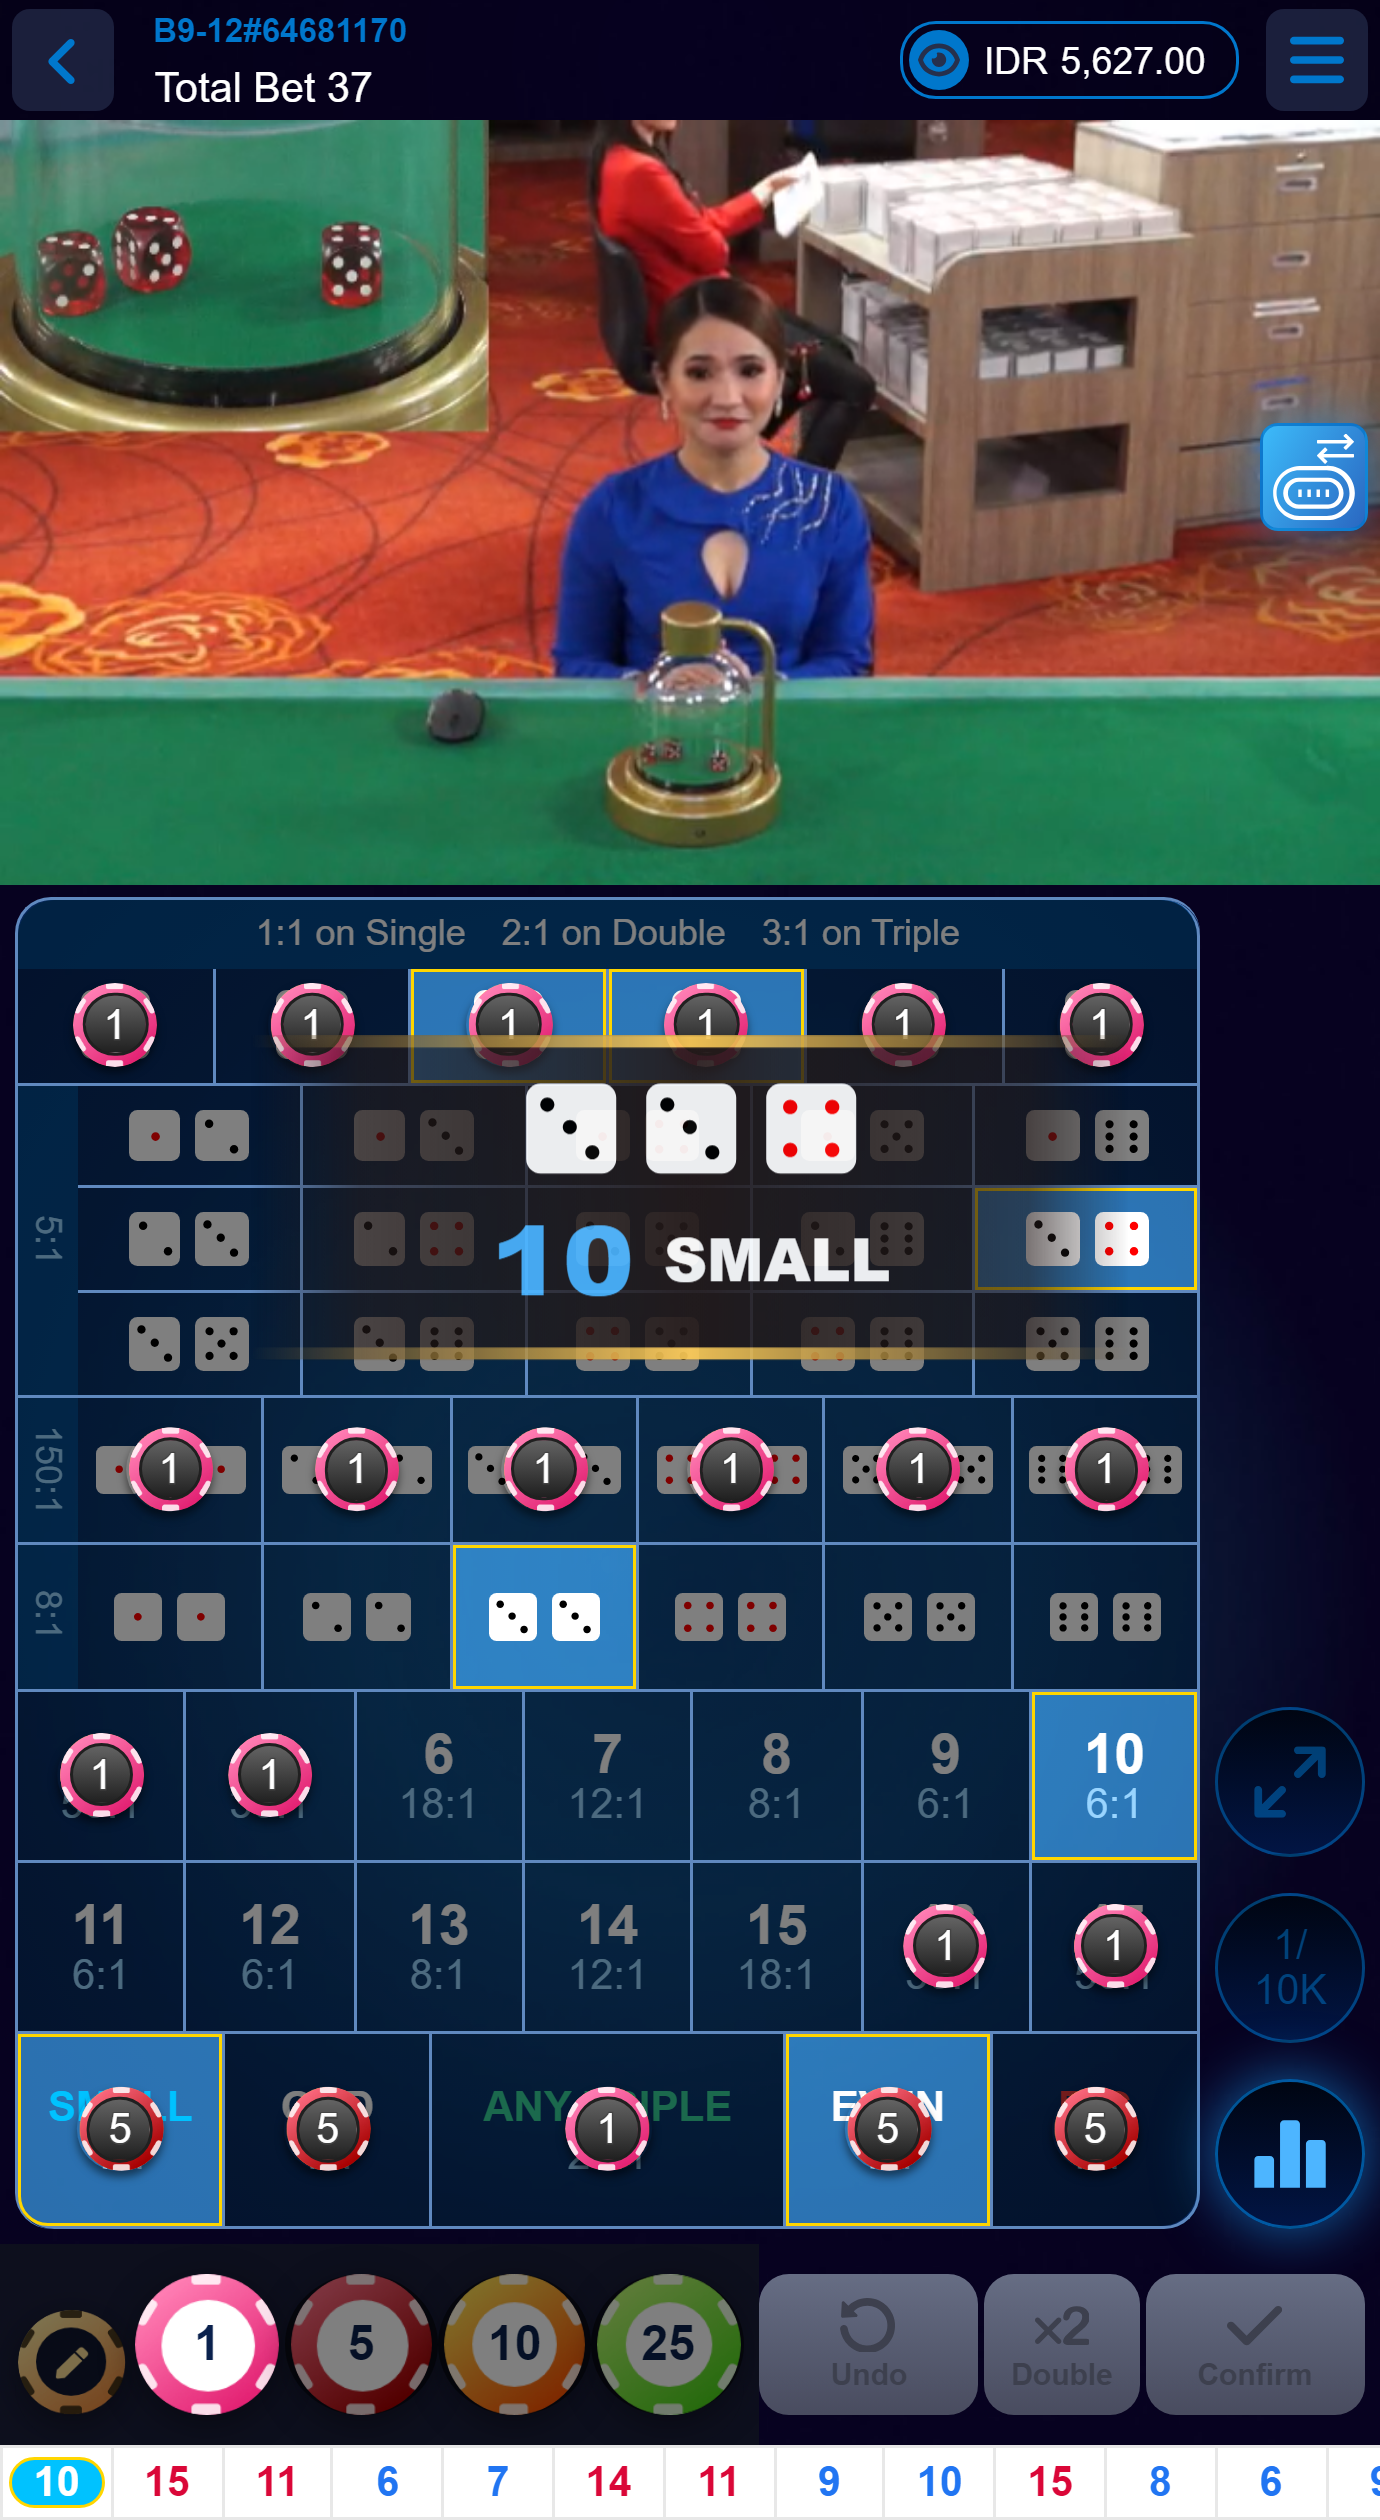 B9-12#64681170
Total Bet 37
IDR 5,627.00
1:1 on Single 2:1 on Double 3:1 on Triple
1 1 1 1 1 1
5:1
10 SMALL
150:1
1 1 1 1 1 1
8:1
1 1 6 7 8 9 10
18:1 12:1 8:1 6:1 6:1
11 12 13 14 15 1 1
6:1 6:1 8:1 12:1 18:1
1/
10K
SMALL ANY TRIPLE EVEN
5 5 1 5 5
1 5 10 25
x2
Undo Double Confirm
10 15 11 6 7 14 11 9 10 15 8 6